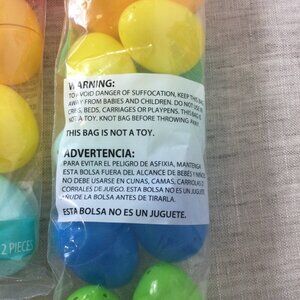 WARNING:
TO AVOID DANGER OF SUFFOCATION, KEEP THIS BAG
AWAY FROM BABIES AND CHILDREN. DO NOT USE IN
CRIBS, BEDS, CARRIAGES OR PLAYPENS. THIS BAG IS
NOT A TOY. KNOT BAG BEFORE THROWING AWAY.
THIS BAG IS NOT A TOY.
ADVERTENCIA:
PARA EVITAR EL PELIGRO DE ASFIXIA, MANTENGA
ESTA BOLSA FUERA DEL ALCANCE DE BEBÉS Y NIÑOS.
NO DEBE USARSE EN CUNAS, CAMAS, CARRIOLAS O
CORRALES DE JUEGO. ESTA BOLSA NO ES UN JUGUETE.
ANUDE LA BOLSA ANTES DE TIRARLA.
ESTA BOLSA NO ES UN JUGUETE.
2 PIECES